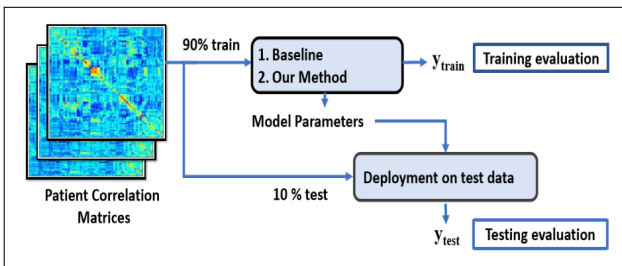 90% train
1. Baseline
2. Our Method
y_train
Training evaluation
Model Parameters
Deployment on test data
10 % test
Patient Correlation
Matrices
y_test
Testing evaluation